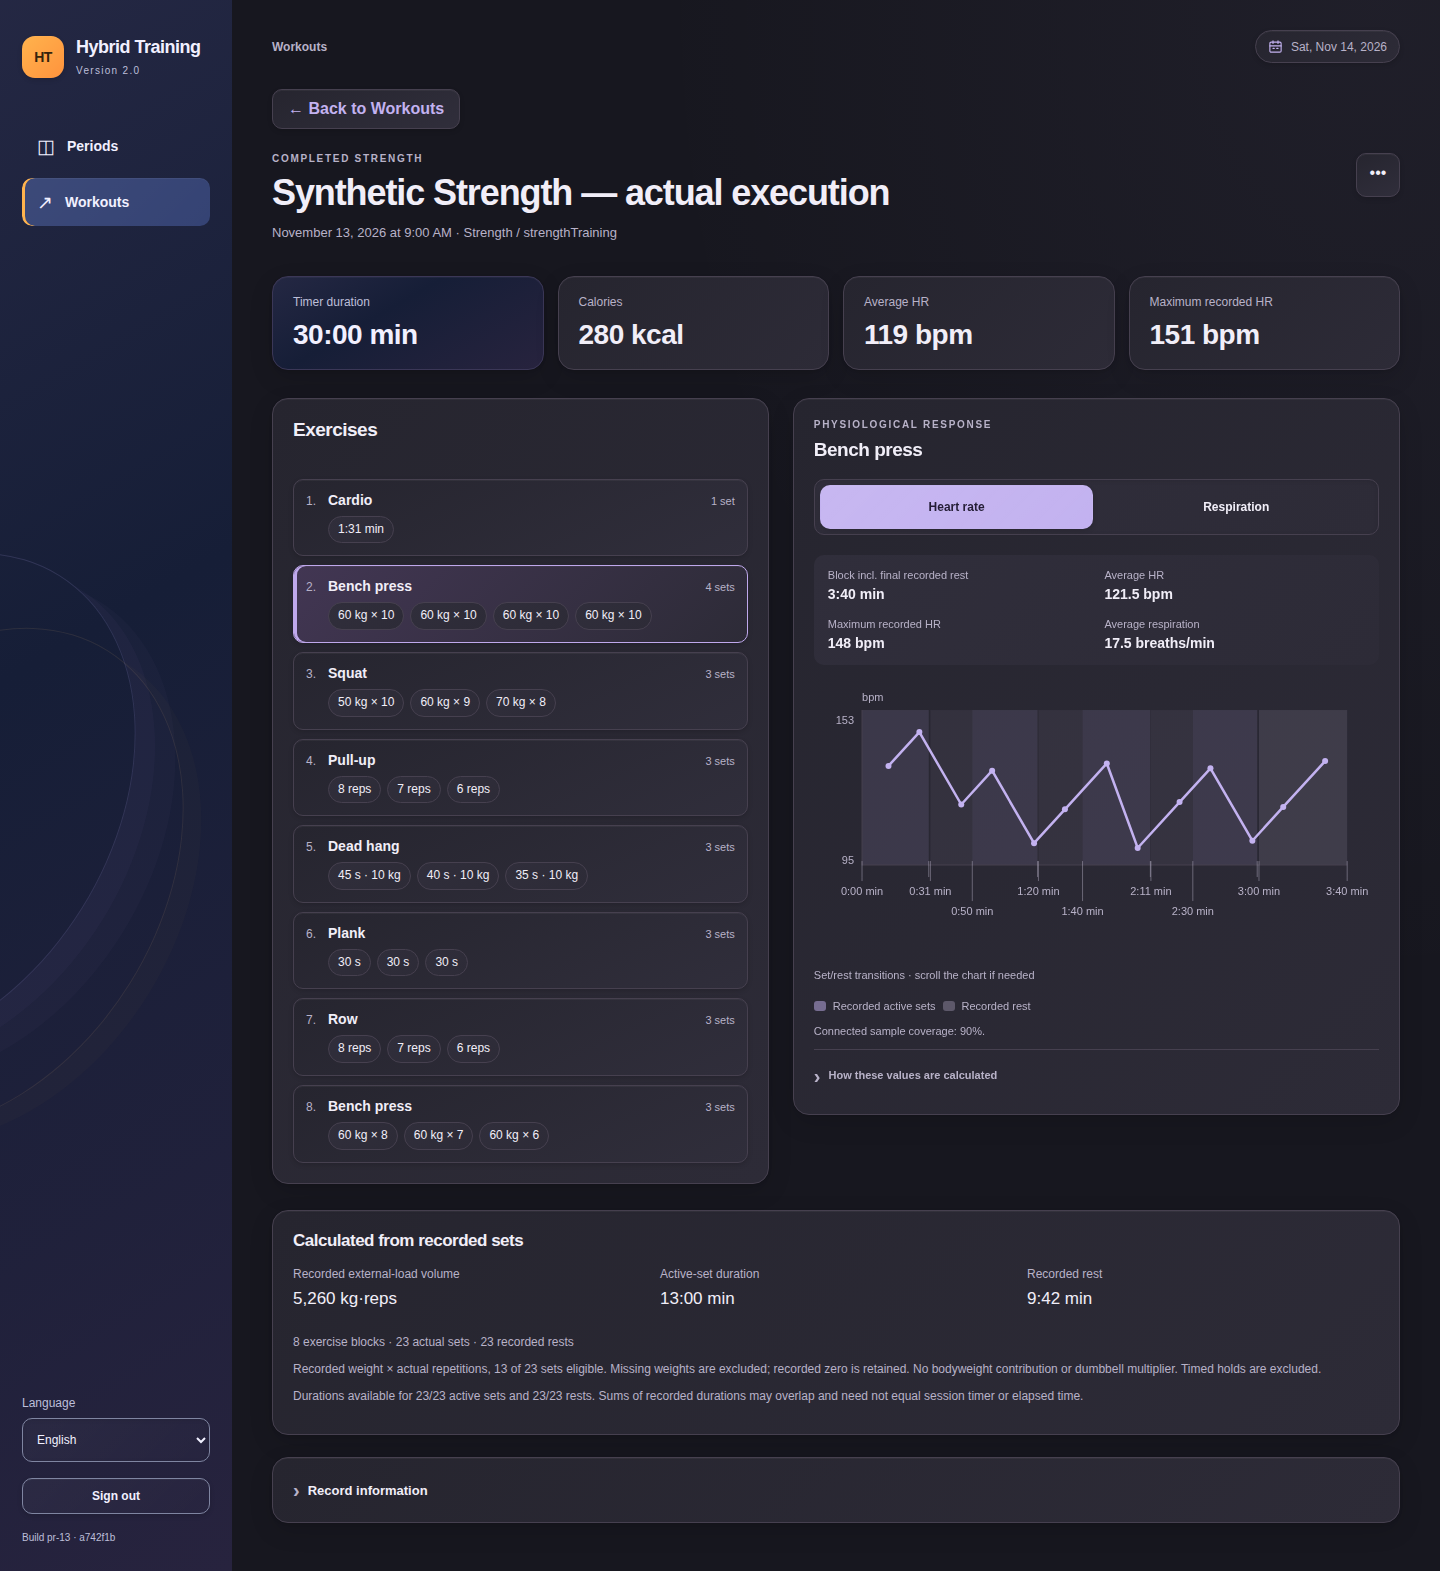 HT
Hybrid Training
Version 2.0
Periods
Workouts
Language
English
Sign out
Build pr-13 · a742f1b
Workouts
Sat, Nov 14, 2026
← Back to Workouts
COMPLETED STRENGTH
Synthetic Strength — actual execution
•••
November 13, 2026 at 9:00 AM · Strength / strengthTraining
Timer duration
30:00 min
Calories
280 kcal
Average HR
119 bpm
Maximum recorded HR
151 bpm
Exercises
1. Cardio 1 set
1:31 min
2. Bench press 4 sets
60 kg × 10 60 kg × 10 60 kg × 10 60 kg × 10
3. Squat 3 sets
50 kg × 10 60 kg × 9 70 kg × 8
4. Pull-up 3 sets
8 reps 7 reps 6 reps
5. Dead hang 3 sets
45 s · 10 kg 40 s · 10 kg 35 s · 10 kg
6. Plank 3 sets
30 s 30 s 30 s
7. Row 3 sets
8 reps 7 reps 6 reps
8. Bench press 3 sets
60 kg × 8 60 kg × 7 60 kg × 6
PHYSIOLOGICAL RESPONSE
Bench press
Heart rate Respiration
Block incl. final recorded rest
3:40 min
Average HR
121.5 bpm
Maximum recorded HR
148 bpm
Average respiration
17.5 breaths/min
bpm
153
95
0:00 min 0:31 min 1:20 min 2:11 min 3:00 min 3:40 min
0:50 min 1:40 min 2:30 min
Set/rest transitions · scroll the chart if needed
Recorded active sets Recorded rest
Connected sample coverage: 90%.
› How these values are calculated
Calculated from recorded sets
Recorded external-load volume
5,260 kg·reps
Active-set duration
13:00 min
Recorded rest
9:42 min
8 exercise blocks · 23 actual sets · 23 recorded rests
Recorded weight × actual repetitions, 13 of 23 sets eligible. Missing weights are excluded; recorded zero is retained. No bodyweight contribution or dumbbell multiplier. Timed holds are excluded.
Durations available for 23/23 active sets and 23/23 rests. Sums of recorded durations may overlap and need not equal session timer or elapsed time.
› Record information